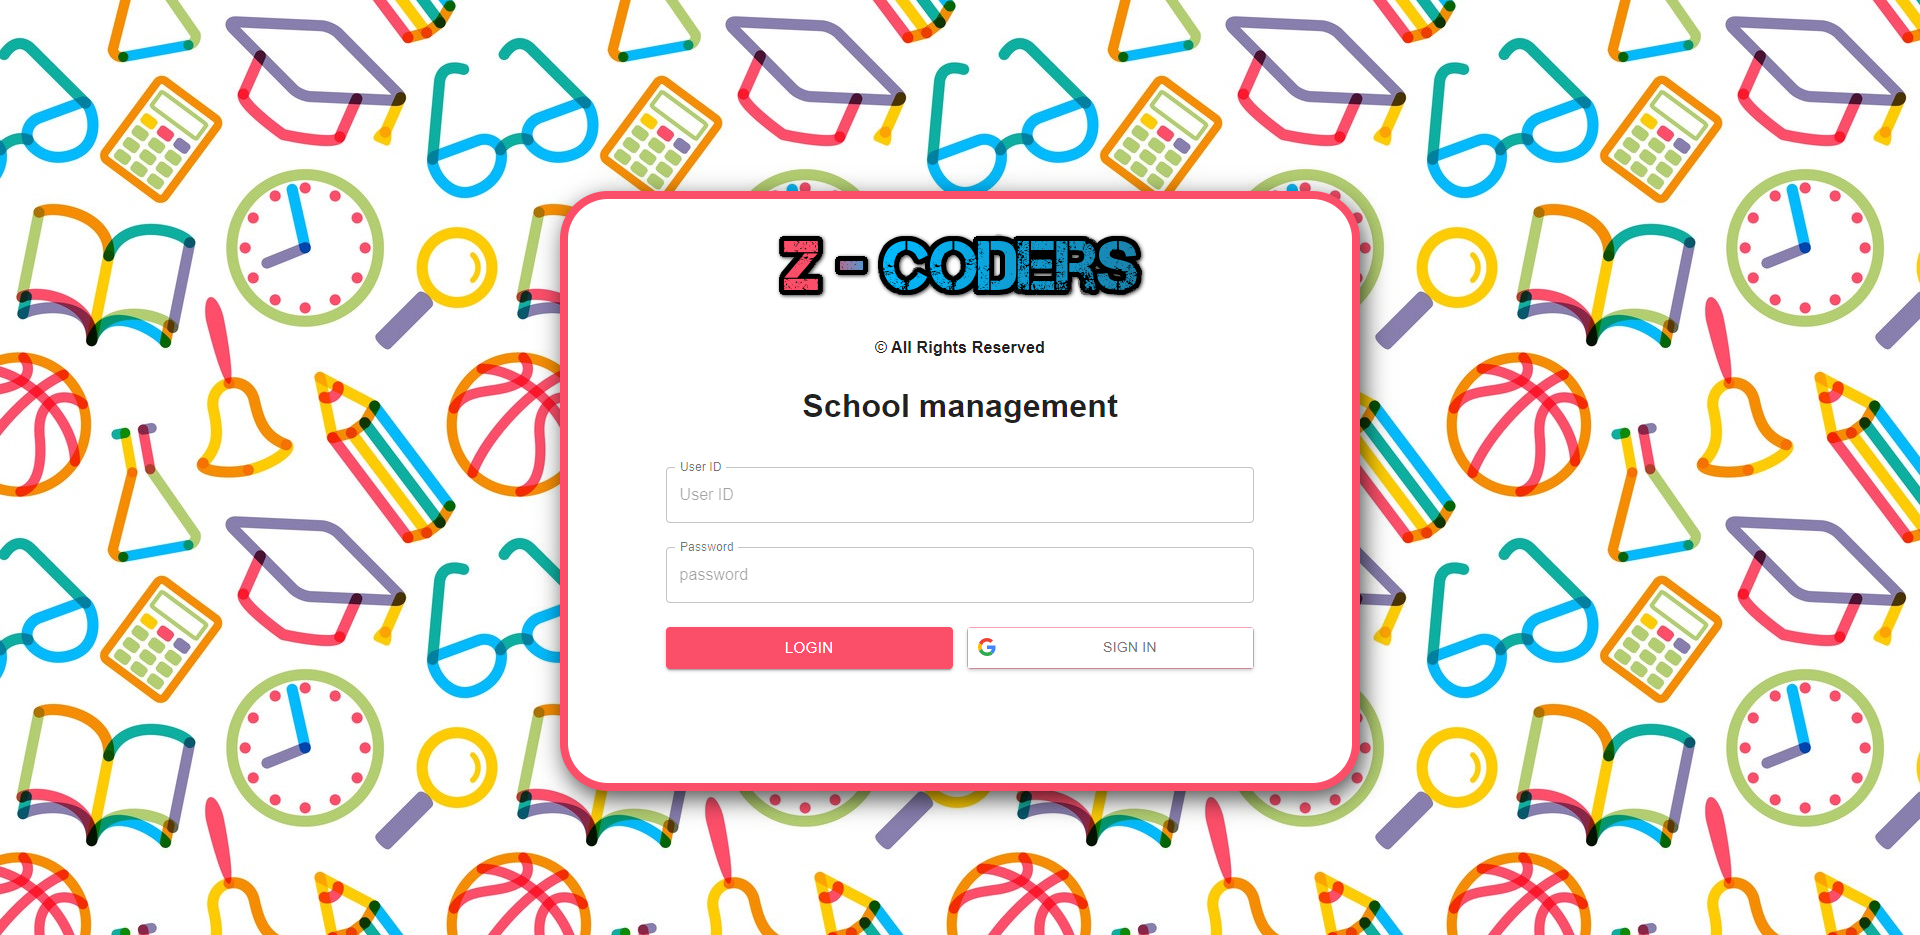 Z - CODERS
© All Rights Reserved
School management
User ID
User ID
Password
password
LOGIN
SIGN IN